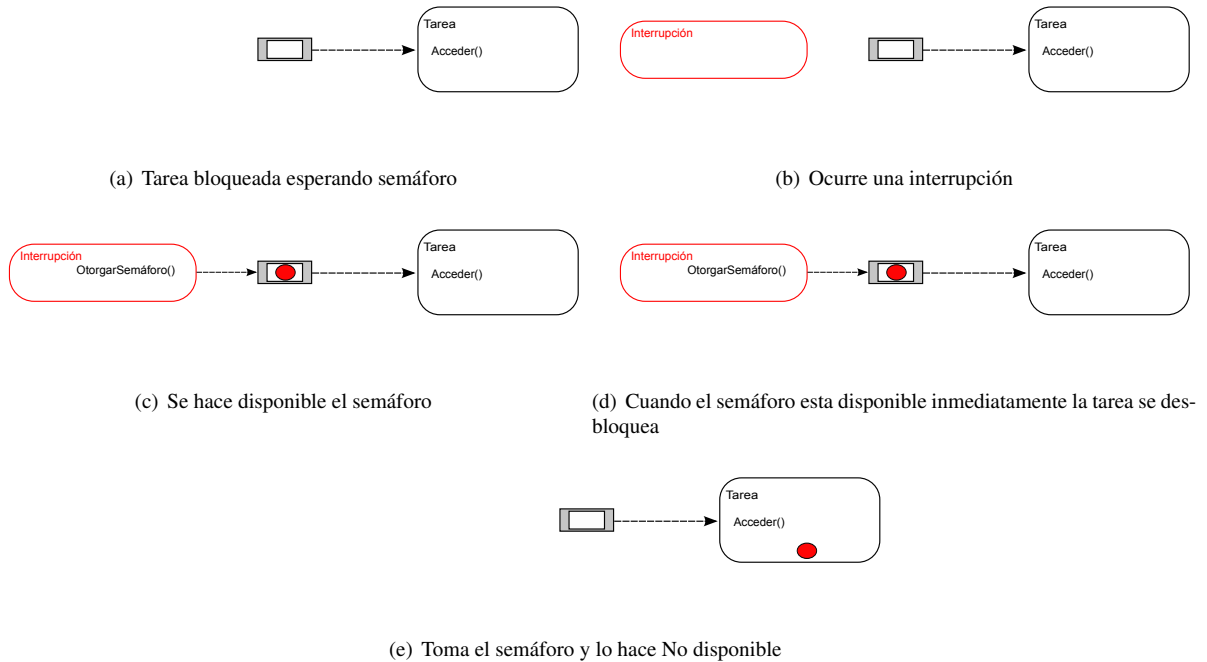 Tarea
Acceder()
(a) Tarea bloqueada esperando semáforo
Interrupción
Tarea
Acceder()
(b) Ocurre una interrupción
Interrupción
OtorgarSemáforo()
Tarea
Acceder()
(c) Se hace disponible el semáforo
Interrupción
OtorgarSemáforo()
Tarea
Acceder()
(d) Cuando el semáforo esta disponible inmediatamente la tarea se des-
bloquea
Tarea
Acceder()
(e) Toma el semáforo y lo hace No disponible